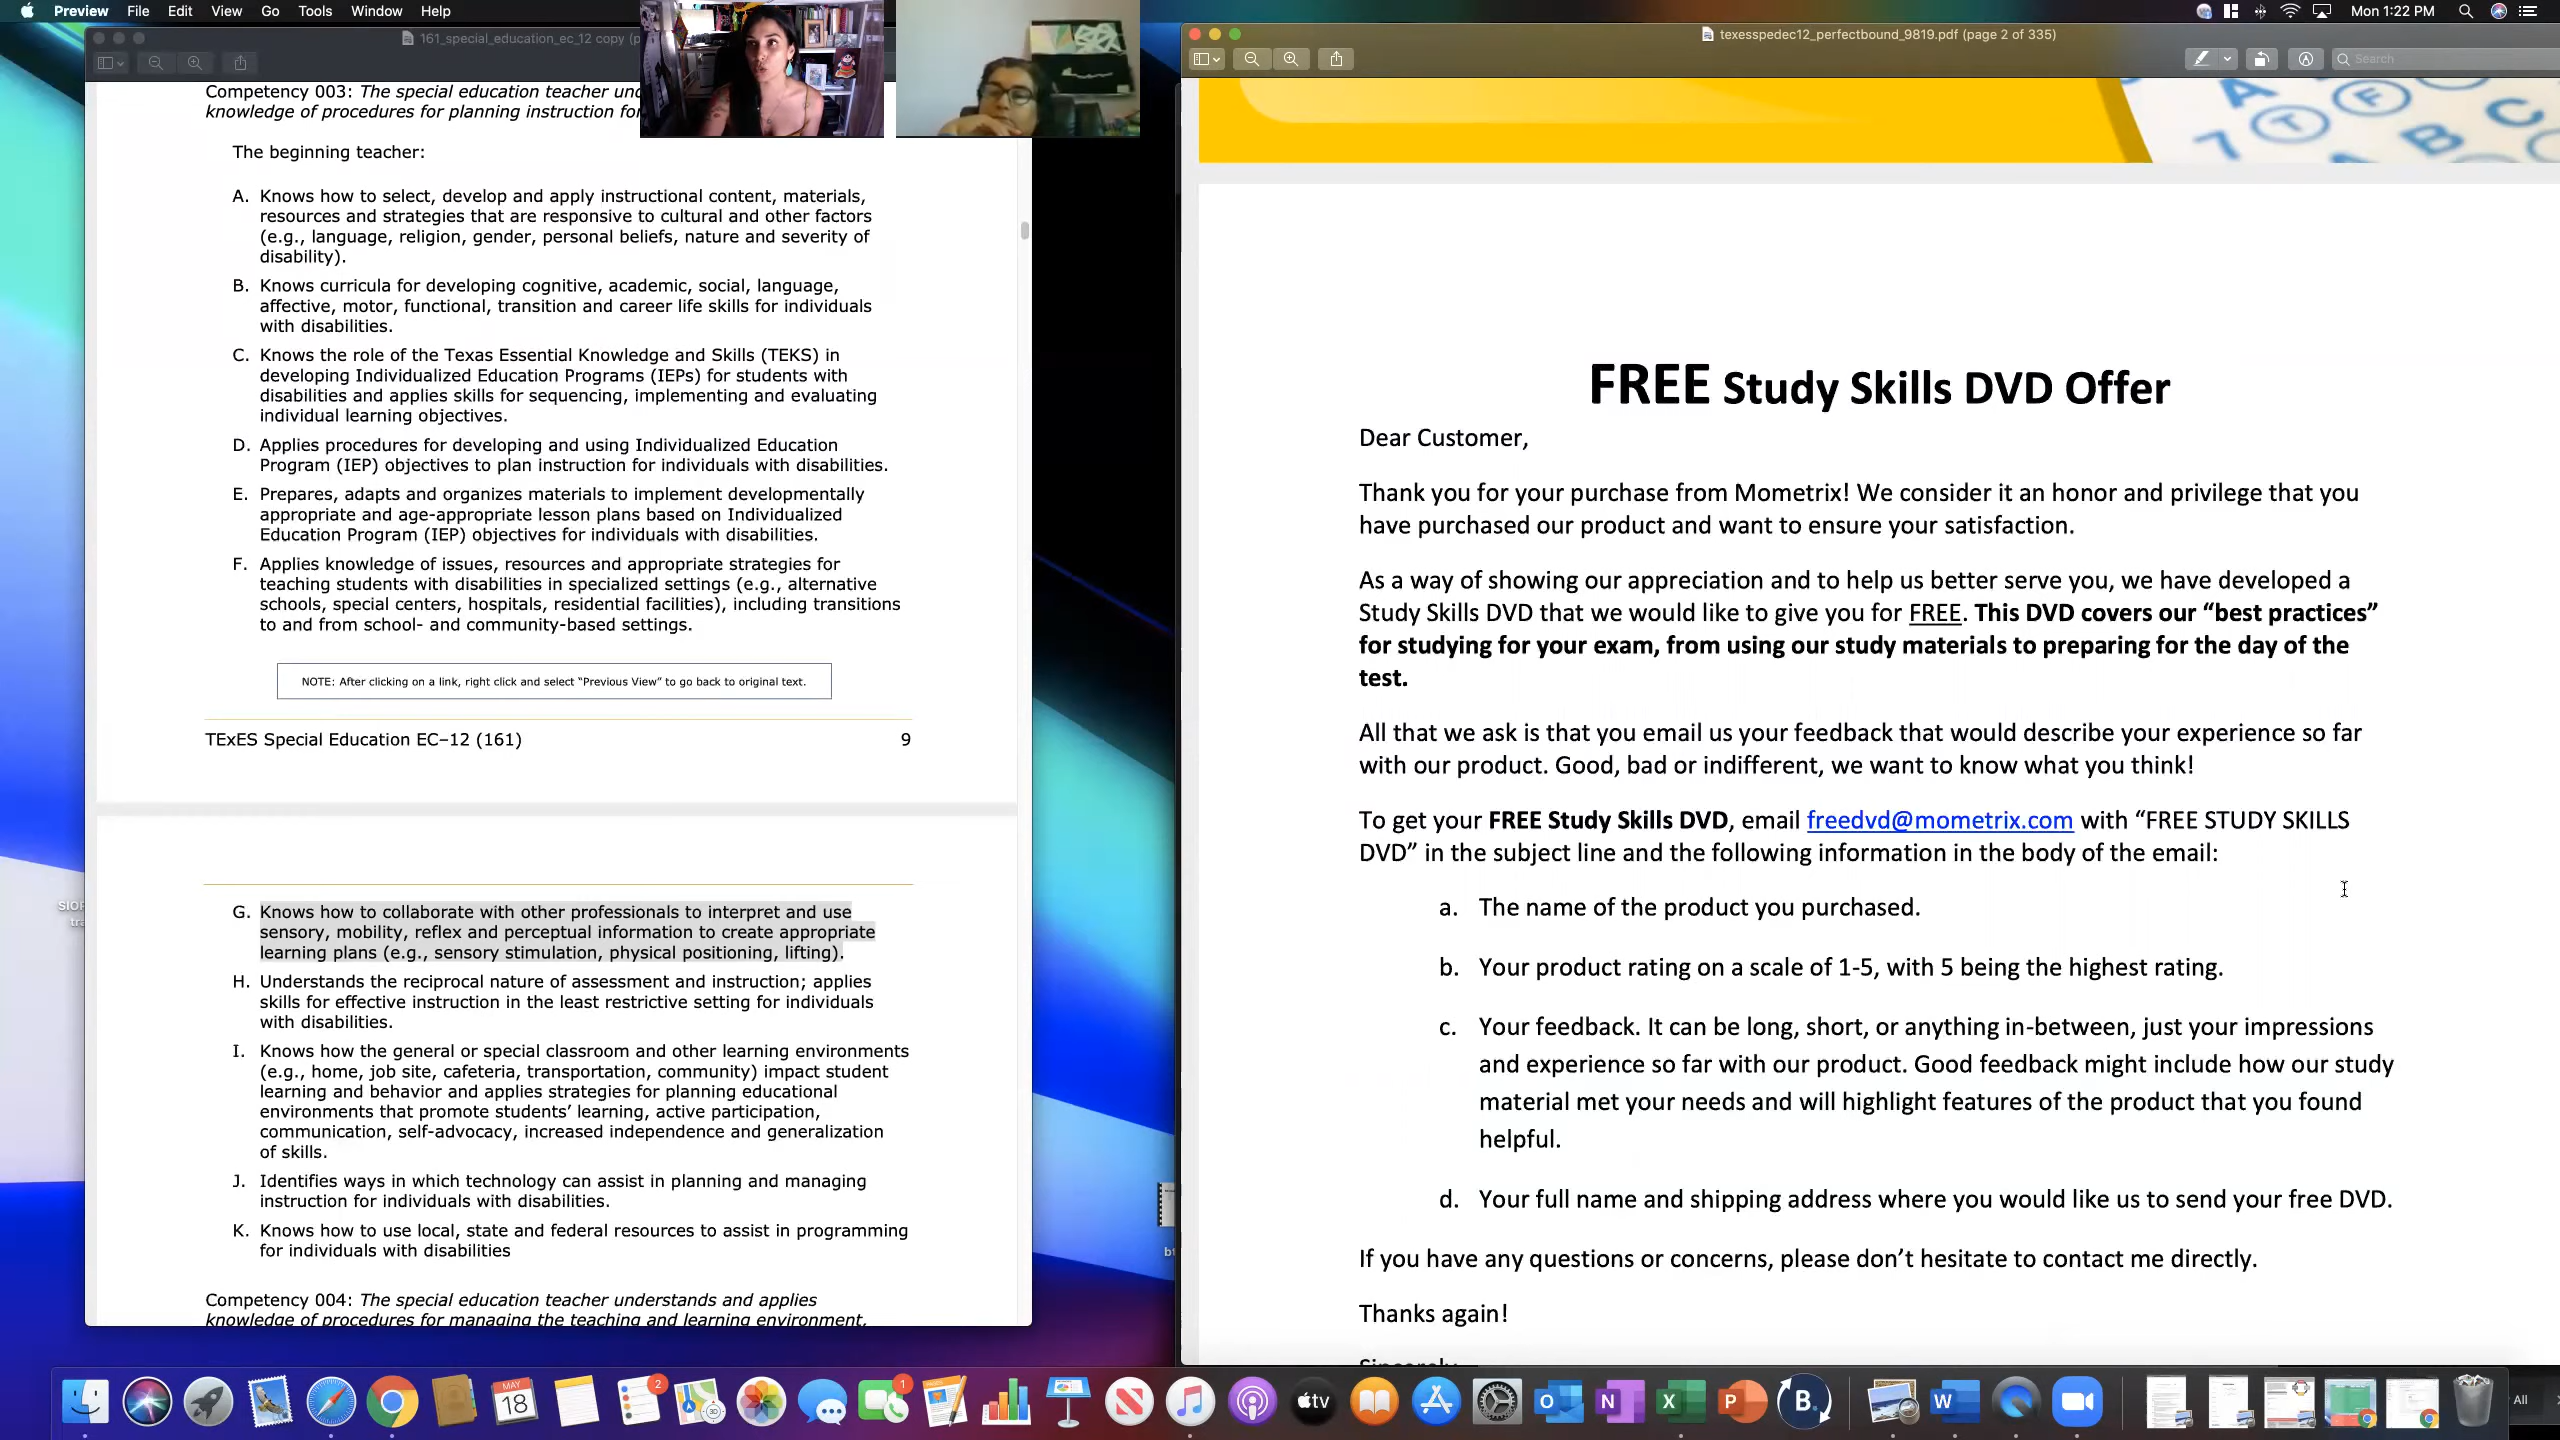 Preview File Edit View Go Tools Window Help
Mon 1:22 PM
161_special_education_ec_12 copy (p
Competency 003: The special education teacher und
knowledge of procedures for planning instruction for
The beginning teacher:
A. Knows how to select, develop and apply instructional content, materials,
resources and strategies that are responsive to cultural and other factors
(e.g., language, religion, gender, personal beliefs, nature and severity of
disability).
B. Knows curricula for developing cognitive, academic, social, language,
affective, motor, functional, transition and career life skills for individuals
with disabilities.
C. Knows the role of the Texas Essential Knowledge and Skills (TEKS) in
developing Individualized Education Programs (IEPs) for students with
disabilities and applies skills for sequencing, implementing and evaluating
individual learning objectives.
D. Applies procedures for developing and using Individualized Education
Program (IEP) objectives to plan instruction for individuals with disabilities.
E. Prepares, adapts and organizes materials to implement developmentally
appropriate and age-appropriate lesson plans based on Individualized
Education Program (IEP) objectives for individuals with disabilities.
F. Applies knowledge of issues, resources and appropriate strategies for
teaching students with disabilities in specialized settings (e.g., alternative
schools, special centers, hospitals, residential facilities), including transitions
to and from school- and community-based settings.
NOTE: After clicking on a link, right click and select “Previous View” to go back to original text.
TExES Special Education EC–12 (161) 9
G. Knows how to collaborate with other professionals to interpret and use
sensory, mobility, reflex and perceptual information to create appropriate
learning plans (e.g., sensory stimulation, physical positioning, lifting).
H. Understands the reciprocal nature of assessment and instruction; applies
skills for effective instruction in the least restrictive setting for individuals
with disabilities.
I. Knows how the general or special classroom and other learning environments
(e.g., home, job site, cafeteria, transportation, community) impact student
learning and behavior and applies strategies for planning educational
environments that promote students’ learning, active participation,
communication, self-advocacy, increased independence and generalization
of skills.
J. Identifies ways in which technology can assist in planning and managing
instruction for individuals with disabilities.
K. Knows how to use local, state and federal resources to assist in programming
for individuals with disabilities
Competency 004: The special education teacher understands and applies
knowledge of procedures for managing the teaching and learning environment,
texesspedec12_perfectbound_9819.pdf (page 2 of 335)
Search
FREE Study Skills DVD Offer
Dear Customer,
Thank you for your purchase from Mometrix! We consider it an honor and privilege that you
have purchased our product and want to ensure your satisfaction.
As a way of showing our appreciation and to help us better serve you, we have developed a
Study Skills DVD that we would like to give you for FREE. This DVD covers our “best practices”
for studying for your exam, from using our study materials to preparing for the day of the
test.
All that we ask is that you email us your feedback that would describe your experience so far
with our product. Good, bad or indifferent, we want to know what you think!
To get your FREE Study Skills DVD, email freedvd@mometrix.com with “FREE STUDY SKILLS
DVD” in the subject line and the following information in the body of the email:
a. The name of the product you purchased.
b. Your product rating on a scale of 1-5, with 5 being the highest rating.
c. Your feedback. It can be long, short, or anything in-between, just your impressions
and experience so far with our product. Good feedback might include how our study
material met your needs and will highlight features of the product that you found
helpful.
d. Your full name and shipping address where you would like us to send your free DVD.
If you have any questions or concerns, please don’t hesitate to contact me directly.
Thanks again!
Sincerely
MAY
18
2
1
tv
All